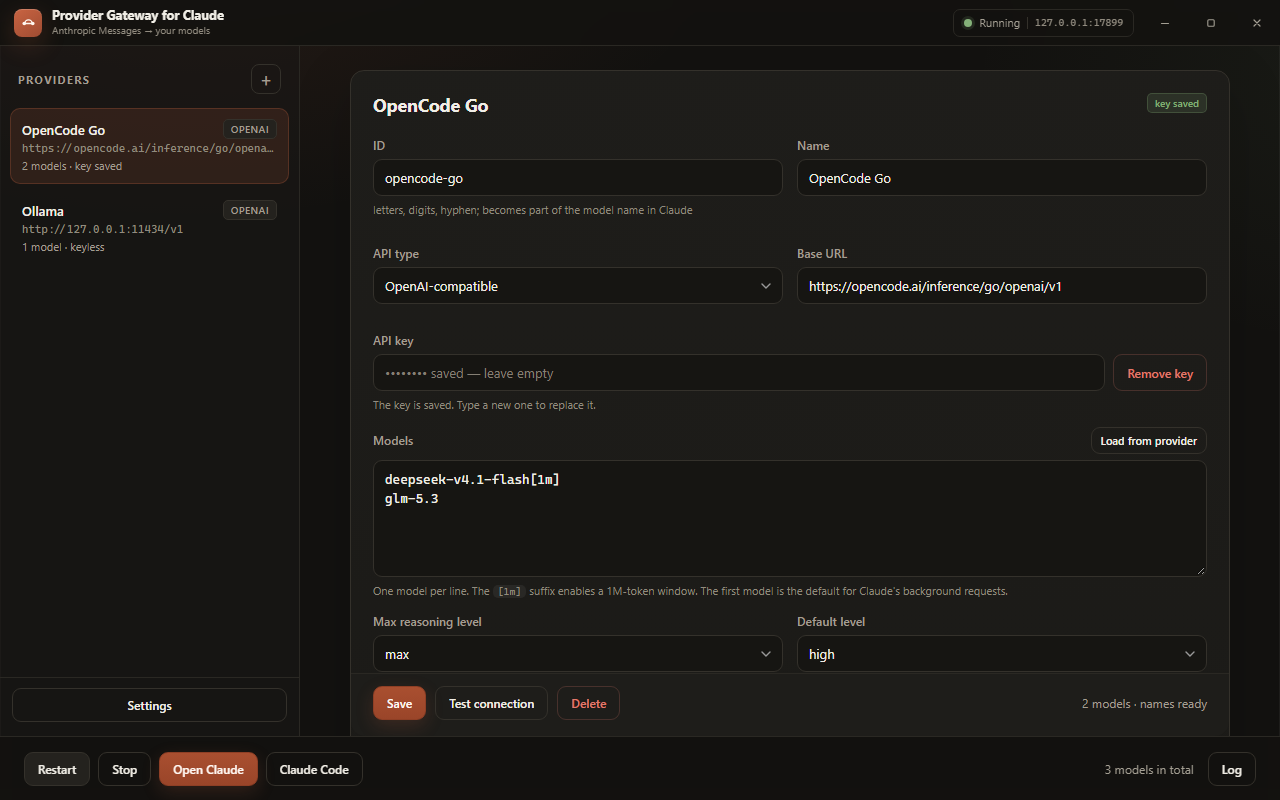 Provider Gateway for Claude
Anthropic Messages → your models
Running
127.0.0.1:17899
PROVIDERS
OpenCode Go
OPENAI
https://opencode.ai/inference/go/opena…
2 models · key saved
Ollama
OPENAI
http://127.0.0.1:11434/v1
1 model · keyless
Settings
OpenCode Go
key saved
ID
Name
opencode-go
OpenCode Go
letters, digits, hyphen; becomes part of the model name in Claude
API type
Base URL
OpenAI-compatible
https://opencode.ai/inference/go/openai/v1
API key
•••••••• saved — leave empty
Remove key
The key is saved. Type a new one to replace it.
Models
Load from provider
deepseek-v4.1-flash[1m]
glm-5.3
One model per line. The [1m] suffix enables a 1M-token window. The first model is the default for Claude's background requests.
Max reasoning level
Default level
max
high
Save
Test connection
Delete
2 models · names ready
Restart
Stop
Open Claude
Claude Code
3 models in total
Log